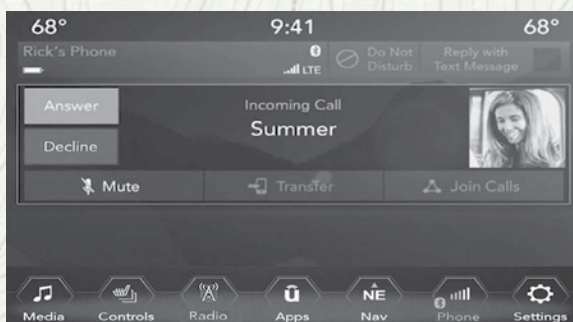 68° 9:41 68°
Rick's Phone
LTE
Do Not
Disturb
Reply with
Text Message
Answer
Incoming Call
Summer
Decline
Mute
Transfer
Join Calls
Media
Controls
Radio
û
Apps
NE
Nav
Phone
Settings